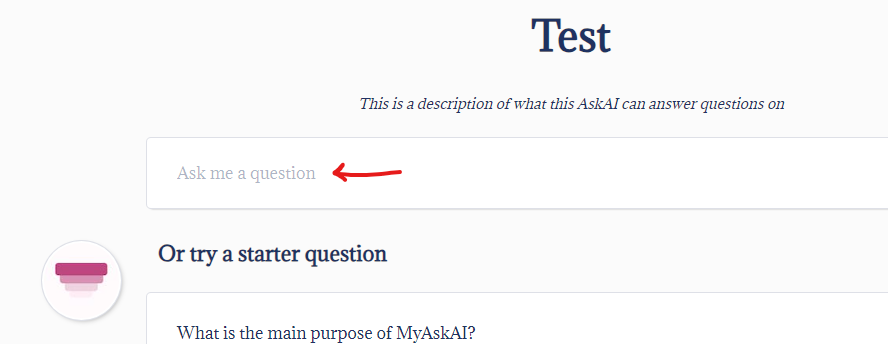 Test
This is a description of what this AskAI can answer questions on
Ask me a question
Or try a starter question
What is the main purpose of MyAskAI?